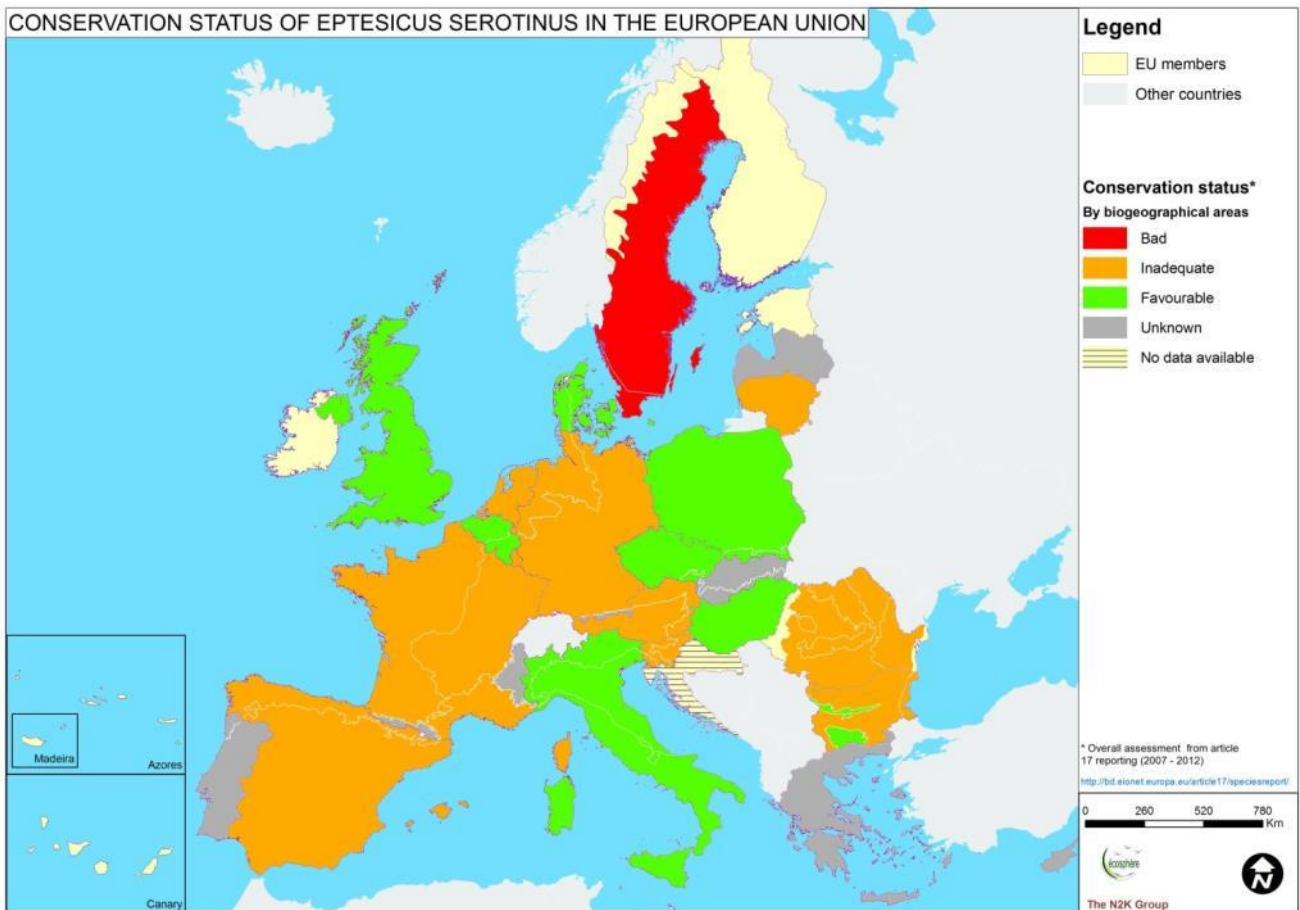 CONSERVATION STATUS OF EPTESICUS SEROTINUS IN THE EUROPEAN UNION
Legend
EU members
Other countries
Conservation status*
By biogeographical areas
Bad
Inadequate
Favourable
Unknown
No data available
Madeira
Azores
Canary
* Overall assessment from article
17 reporting (2007 - 2012)
http://bd.eionet.europa.eu/article17/speciesreport/
0 260 520 780
Km
écosphère
N
The N2K Group